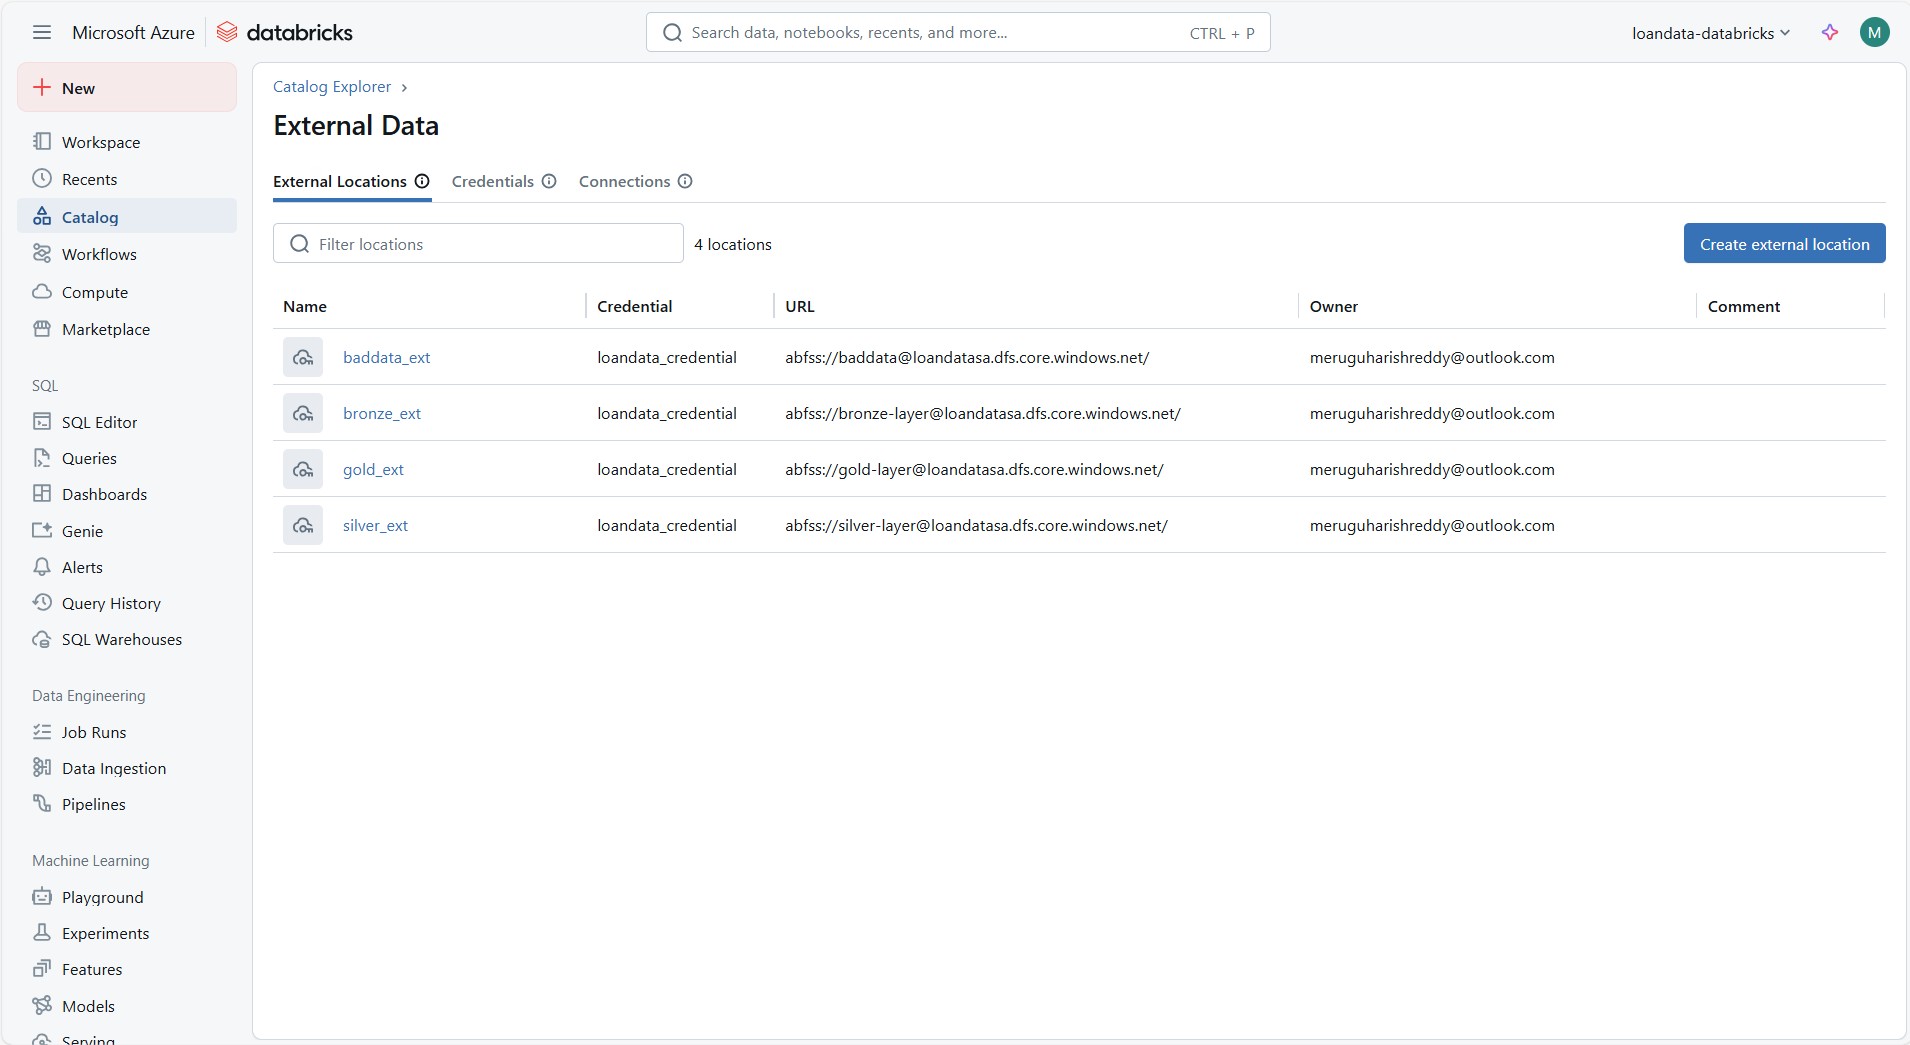 Microsoft Azure databricks
Search data, notebooks, recents, and more... CTRL + P
loandata-databricks M
New
Workspace
Recents
Catalog
Workflows
Compute
Marketplace
SQL
SQL Editor
Queries
Dashboards
Genie
Alerts
Query History
SQL Warehouses
Data Engineering
Job Runs
Data Ingestion
Pipelines
Machine Learning
Playground
Experiments
Features
Models
Serving
Catalog Explorer
External Data
External Locations Credentials Connections
Filter locations 4 locations Create external location
Name Credential URL Owner Comment
baddata_ext loandata_credential abfss://baddata@loandatasa.dfs.core.windows.net/ meruguharishreddy@outlook.com
bronze_ext loandata_credential abfss://bronze-layer@loandatasa.dfs.core.windows.net/ meruguharishreddy@outlook.com
gold_ext loandata_credential abfss://gold-layer@loandatasa.dfs.core.windows.net/ meruguharishreddy@outlook.com
silver_ext loandata_credential abfss://silver-layer@loandatasa.dfs.core.windows.net/ meruguharishreddy@outlook.com